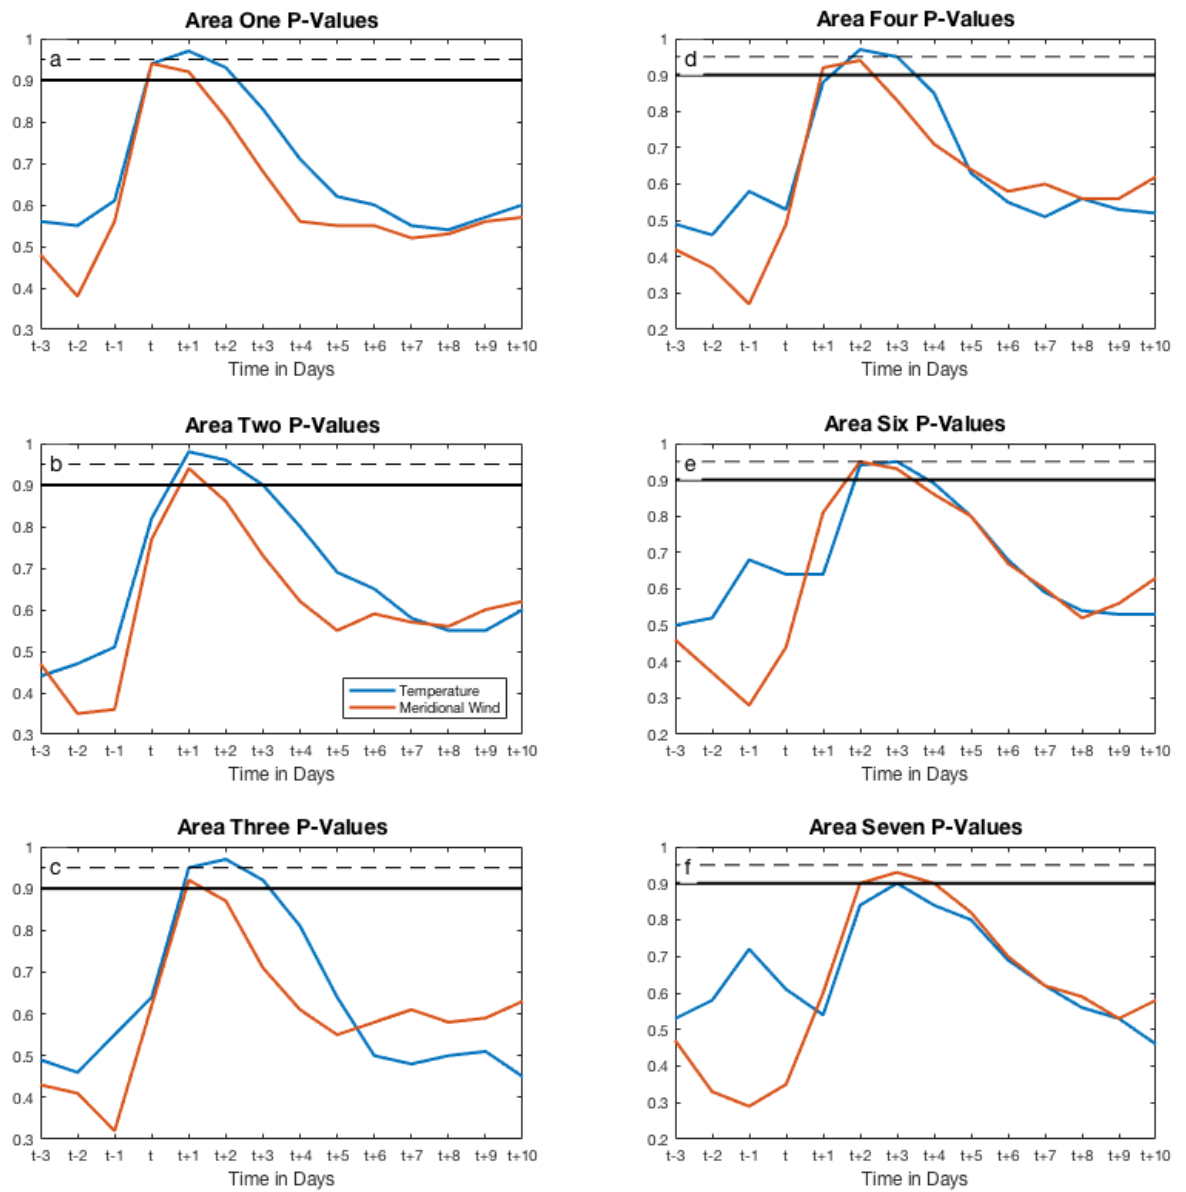 Area One P-Values
a
1
0.9
0.8
0.7
0.6
0.5
0.4
0.3
t-3 t-2 t-1 t t+1 t+2 t+3 t+4 t+5 t+6 t+7 t+8 t+9 t+10
Time in Days
Area Four P-Values
d
1
0.9
0.8
0.7
0.6
0.5
0.4
0.3
0.2
t-3 t-2 t-1 t t+1 t+2 t+3 t+4 t+5 t+6 t+7 t+8 t+9 t+10
Time in Days
Area Two P-Values
b
1
0.9
0.8
0.7
0.6
0.5
0.4
0.3
Temperature
Meridional Wind
t-3 t-2 t-1 t t+1 t+2 t+3 t+4 t+5 t+6 t+7 t+8 t+9 t+10
Time in Days
Area Six P-Values
e
1
0.9
0.8
0.7
0.6
0.5
0.4
0.3
0.2
t-3 t-2 t-1 t t+1 t+2 t+3 t+4 t+5 t+6 t+7 t+8 t+9 t+10
Time in Days
Area Three P-Values
c
1
0.9
0.8
0.7
0.6
0.5
0.4
0.3
t-3 t-2 t-1 t t+1 t+2 t+3 t+4 t+5 t+6 t+7 t+8 t+9 t+10
Time in Days
Area Seven P-Values
f
1
0.9
0.8
0.7
0.6
0.5
0.4
0.3
0.2
t-3 t-2 t-1 t t+1 t+2 t+3 t+4 t+5 t+6 t+7 t+8 t+9 t+10
Time in Days